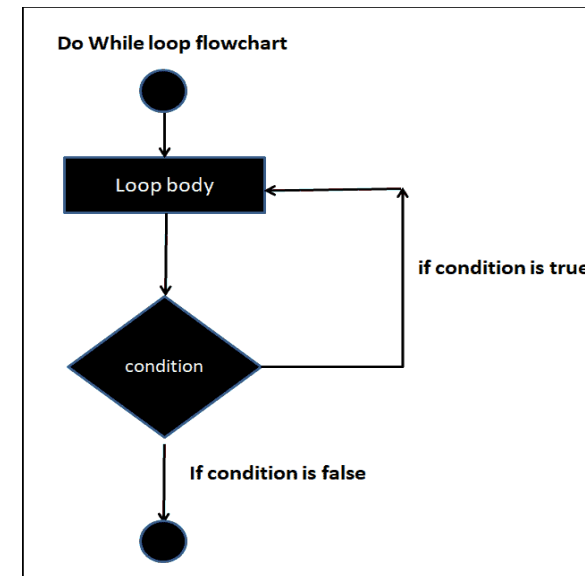 Do While loop flowchart
Loop body
if condition is true
condition
If condition is false